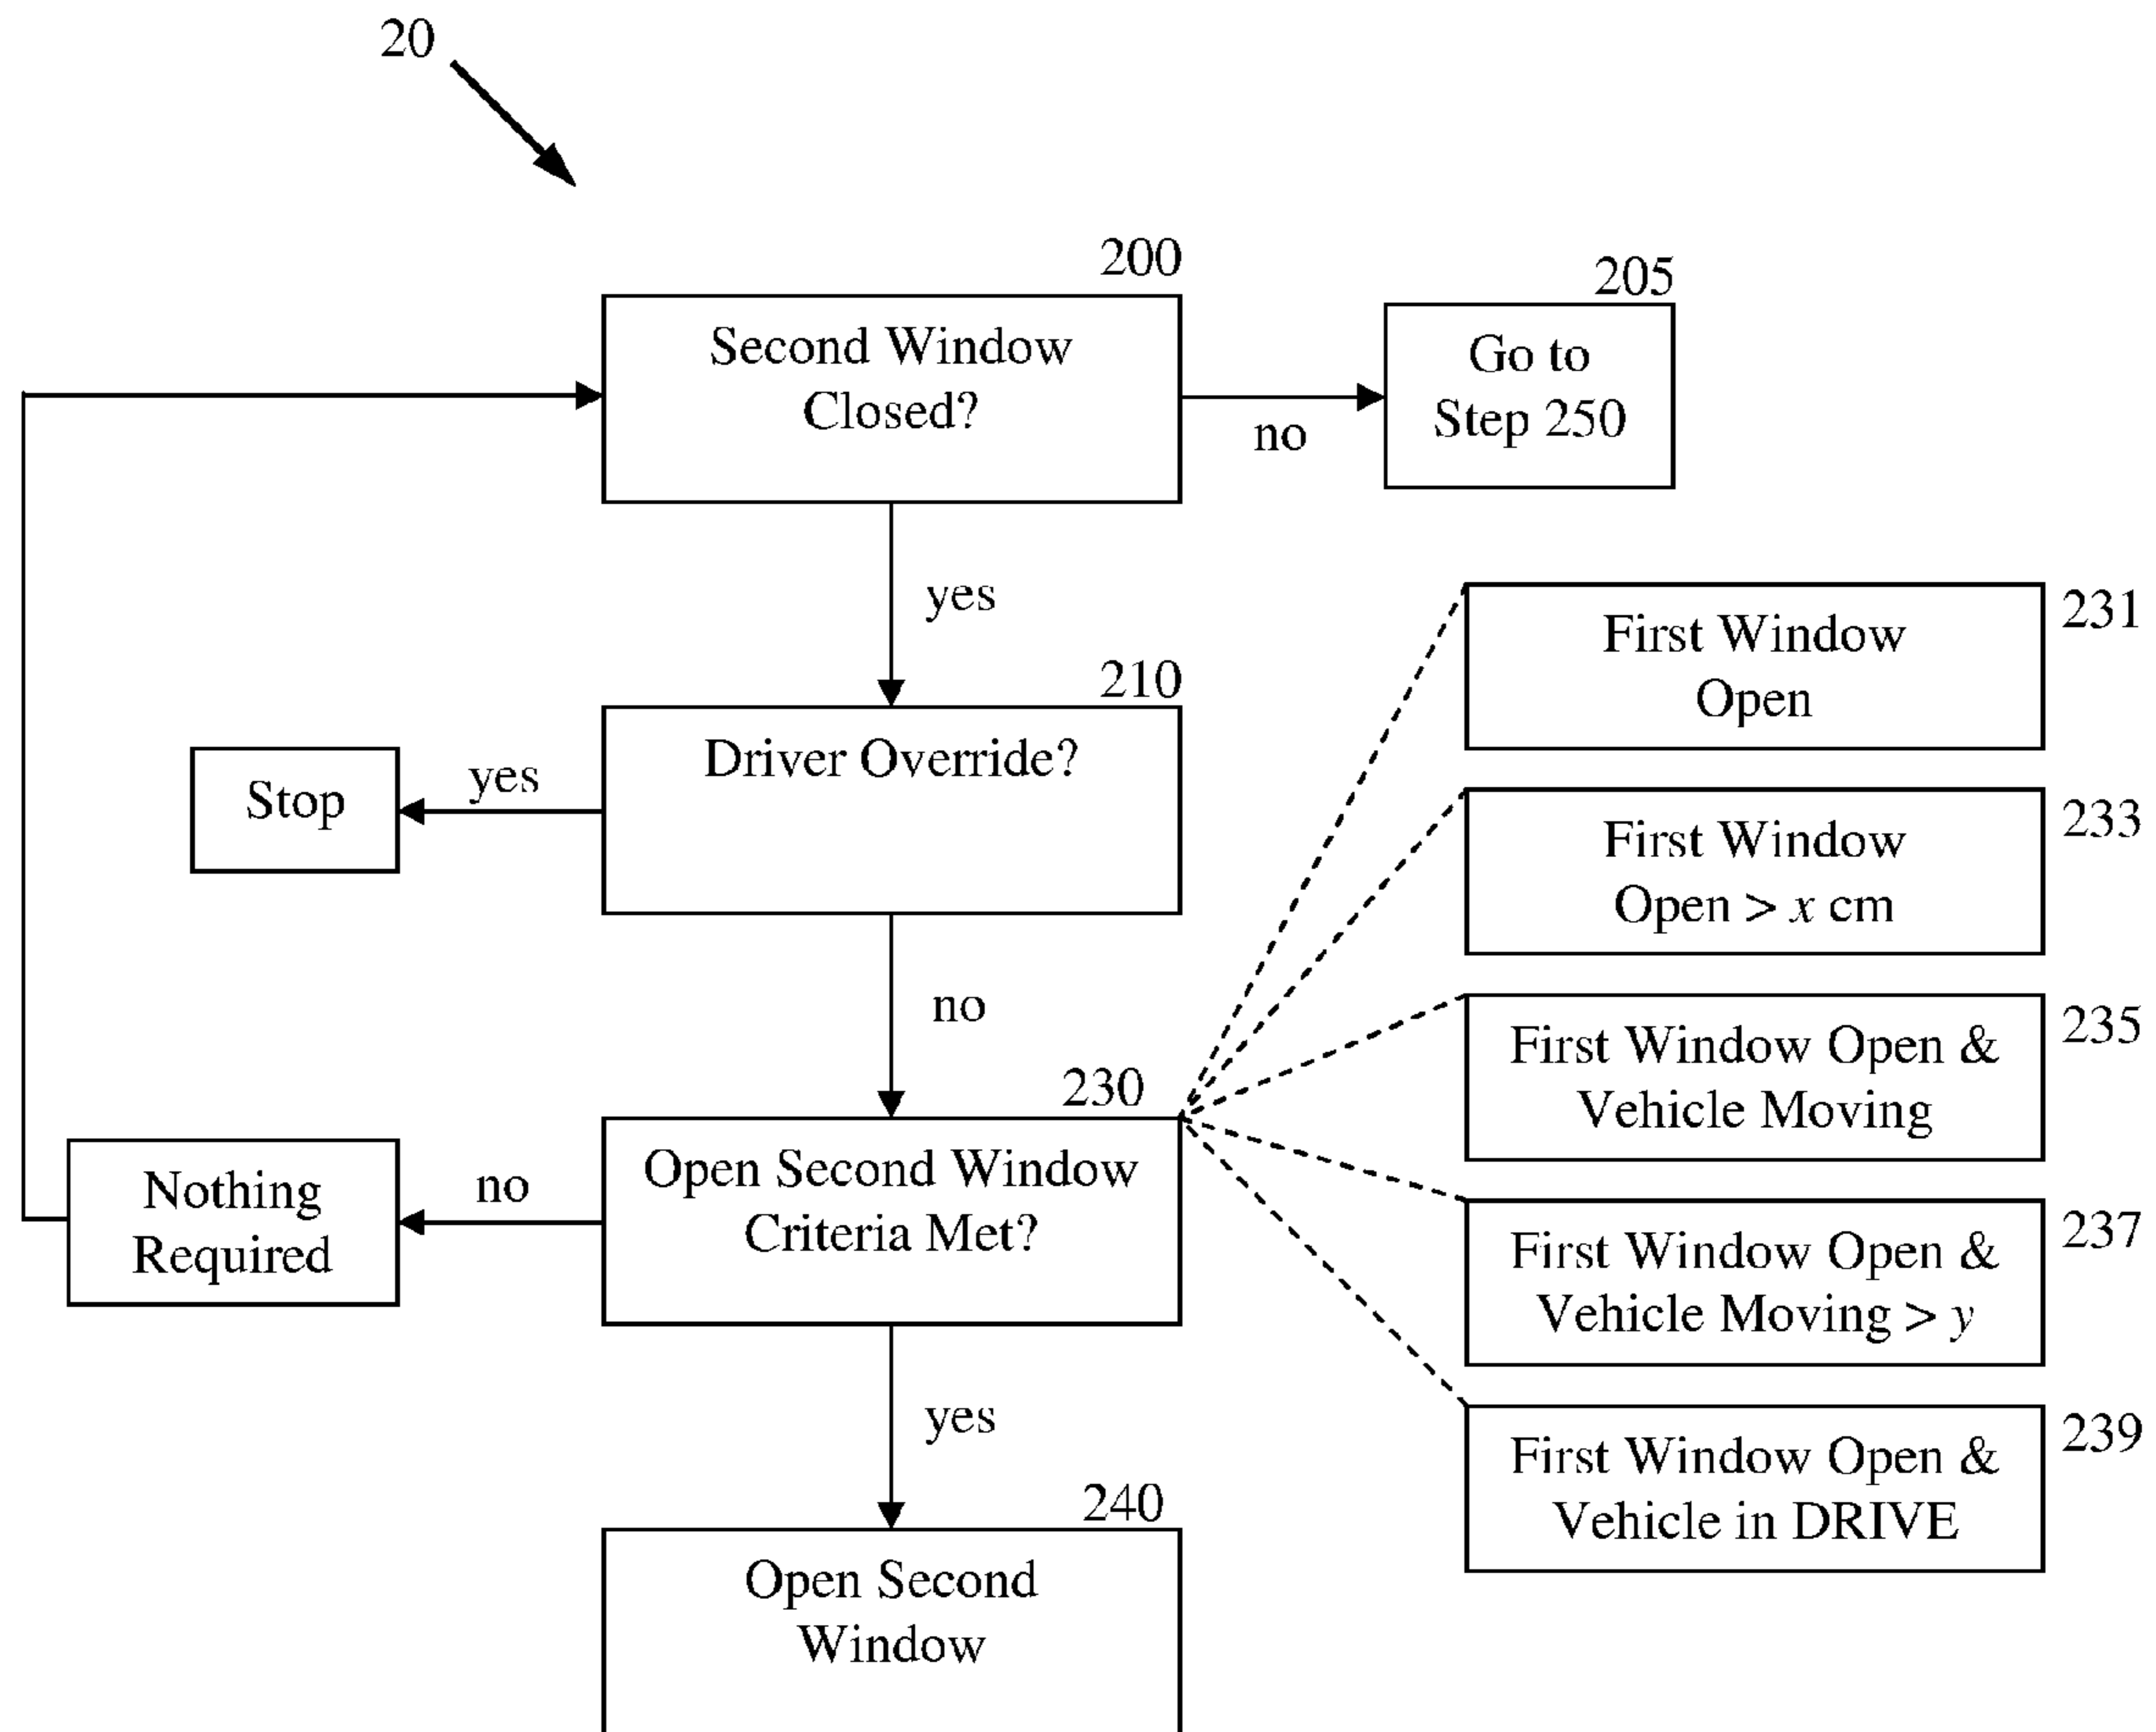 20
200
Second Window
Closed?
no
205
Go to
Step 250
yes
210
Driver Override?
yes
Stop
no
230
Open Second Window
Criteria Met?
no
Nothing
Required
231
First Window
Open
233
First Window
Open > x cm
235
First Window Open &
Vehicle Moving
237
First Window Open &
Vehicle Moving > y
239
First Window Open &
Vehicle in DRIVE
yes
240
Open Second
Window